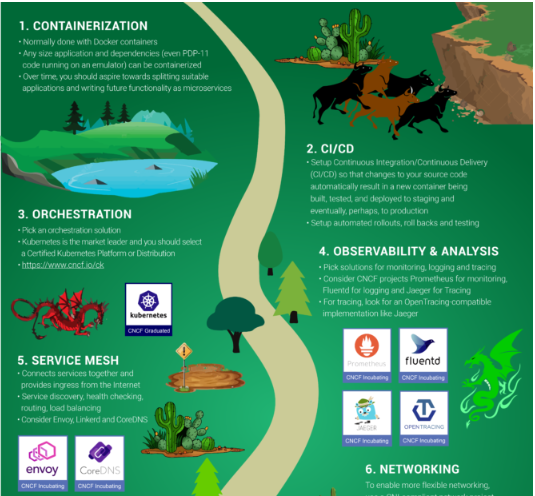 1. CONTAINERIZATION
• Normally done with Docker containers
• Any size application and dependencies (even PDP-11
code running on an emulator) can be containerized
• Over time, you should aspire towards splitting suitable
applications and writing future functionality as microservices
2. CI/CD
• Setup Continuous Integration/Continuous Delivery
(CI/CD) so that changes to your source code
automatically result in a new container being
built, tested, and deployed to staging and
eventually, perhaps, to production
• Setup automated rollouts, roll backs and testing
3. ORCHESTRATION
• Pick an orchestration solution
• Kubernetes is the market leader and you should select
a Certified Kubernetes Platform or Distribution
• https://www.cncf.io/ck
kubernetes
CNCF Graduated
4. OBSERVABILITY & ANALYSIS
• Pick solutions for monitoring, logging and tracing
• Consider CNCF projects Prometheus for monitoring,
Fluentd for logging and Jaeger for Tracing
• For tracing, look for an OpenTracing-compatible
implementation like Jaeger
Prometheus
CNCF Incubating
fluentd
CNCF Incubating
JAEGER
CNCF Incubating
OPENTRACING
CNCF Incubating
5. SERVICE MESH
• Connects services together and
provides ingress from the Internet
• Service discovery, health checking,
routing, load balancing
• Consider Envoy, Linkerd and CoreDNS
envoy
CNCF Incubating
CoreDNS
CNCF Incubating
6. NETWORKING
To enable more flexible networking,